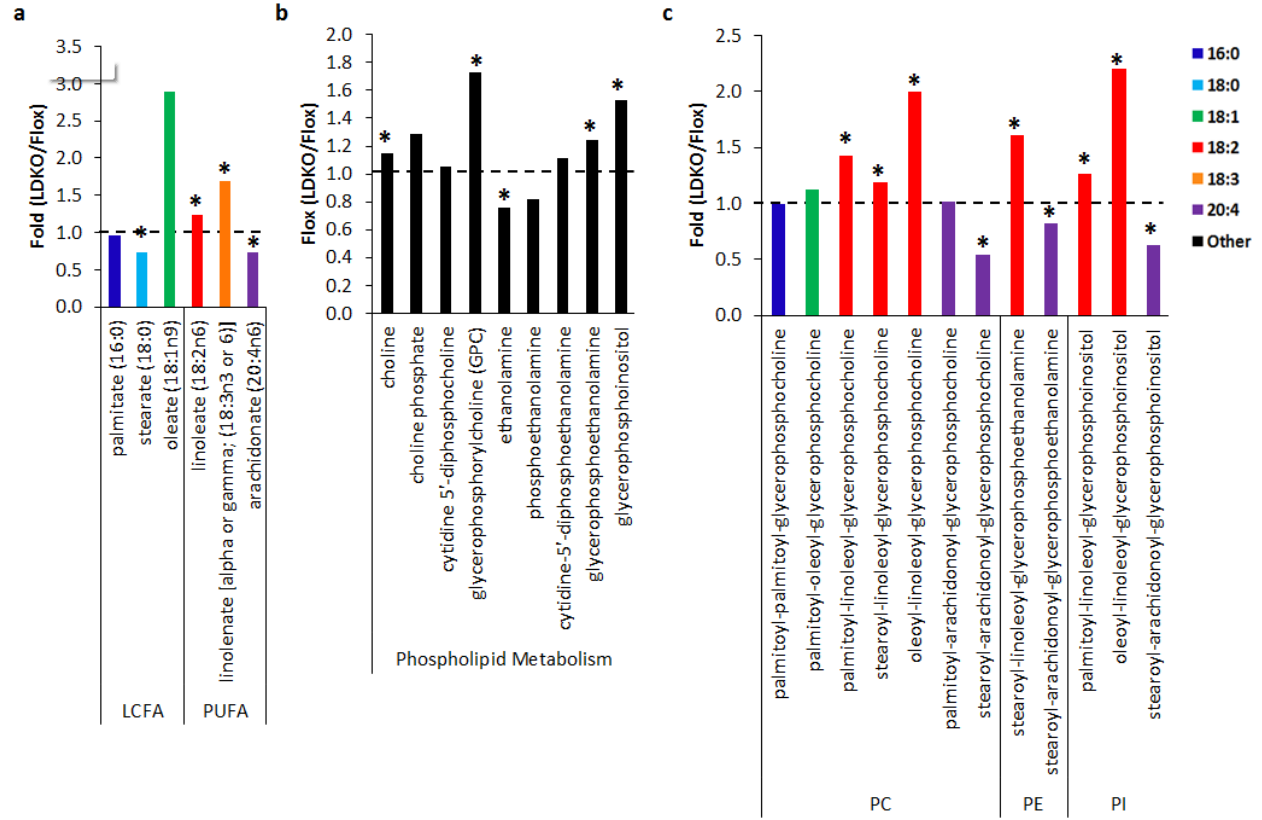 a
Fold (LDKO/Flox)
3.5
3.0
2.5
2.0
1.5
1.0
0.5
0.0
*
*
*
*
palmitate (16:0)
stearate (18:0)
oleate (18:1n9)
linoleate (18:2n6)
linolenate [alpha or gamma; (18:3n3 or 6)]
arachidonate (20:4n6)
LCFA
PUFA
b
Flox (LDKO/Flox)
2.0
1.8
1.6
1.4
1.2
1.0
0.8
0.6
0.4
0.2
0.0
*
*
*
*
*
choline
choline phosphate
cytidine 5'-diphosphocholine
glycerophosphorylcholine (GPC)
ethanolamine
phosphoethanolamine
cytidine-5'-diphosphoethanolamine
glycerophosphoethanolamine
glycerophosphoinositol
Phospholipid Metabolism
c
Fold (LDKO/Flox)
2.5
2.0
1.5
1.0
0.5
0.0
*
*
*
*
*
*
*
*
*
palmitoyl-palmitoyl-glycerophosphocholine
palmitoyl-oleoyl-glycerophosphocholine
palmitoyl-linoleoyl-glycerophosphocholine
stearoyl-linoleoyl-glycerophosphocholine
oleoyl-linoleoyl-glycerophosphocholine
palmitoyl-arachidonoyl-glycerophosphocholine
stearoyl-arachidonoyl-glycerophosphocholine
stearoyl-linoleoyl-glycerophosphoethanolamine
stearoyl-arachidonoyl-glycerophosphoethanolamine
palmitoyl-linoleoyl-glycerophosphoinositol
oleoyl-linoleoyl-glycerophosphoinositol
stearoyl-arachidonoyl-glycerophosphoinositol
PC
PE
PI
16:0
18:0
18:1
18:2
18:3
20:4
Other